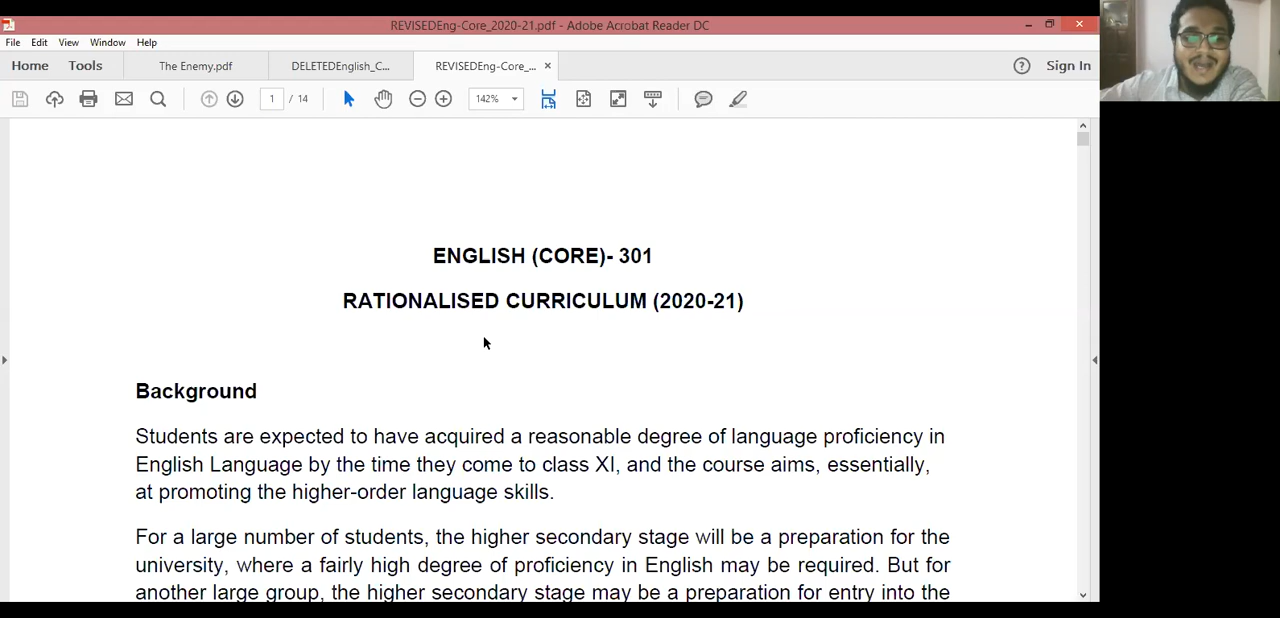 REVISEDEng-Core_2020-21.pdf - Adobe Acrobat Reader DC
File Edit View Window Help
Home Tools The Enemy.pdf DELETEDEnglish_C... REVISEDEng-Core_... × Sign In
1 / 14 142%
ENGLISH (CORE)- 301
RATIONALISED CURRICULUM (2020-21)
Background
Students are expected to have acquired a reasonable degree of language proficiency in
English Language by the time they come to class XI, and the course aims, essentially,
at promoting the higher-order language skills.
For a large number of students, the higher secondary stage will be a preparation for the
university, where a fairly high degree of proficiency in English may be required. But for
another large group, the higher secondary stage may be a preparation for entry into the